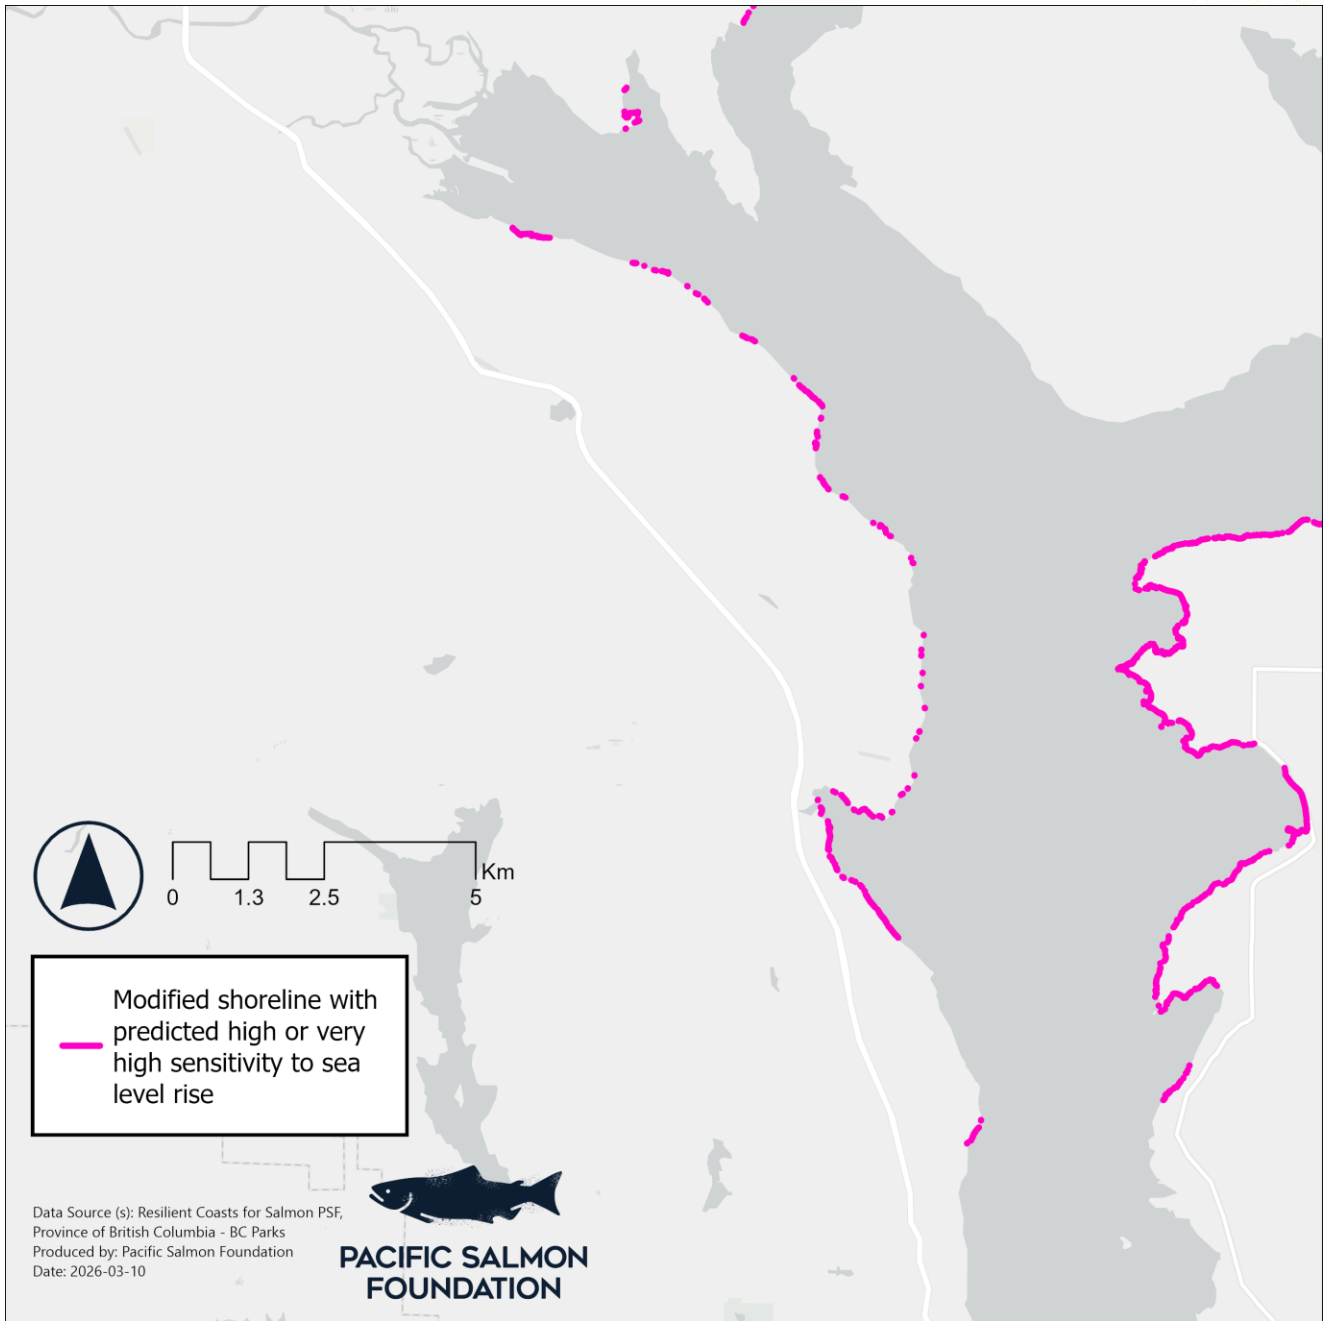 Km
0 1.3 2.5 5
Modified shoreline with
predicted high or very
high sensitivity to sea
level rise
Data Source (s): Resilient Coasts for Salmon PSF,
Province of British Columbia - BC Parks
Produced by: Pacific Salmon Foundation
Date: 2026-03-10
PACIFIC SALMON
FOUNDATION